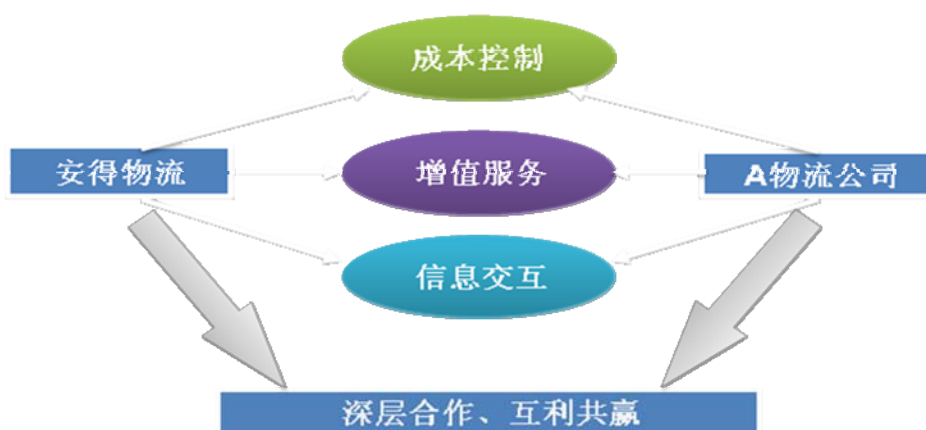 成本控制
安得物流
增值服务
A物流公司
信息交互
深层合作、互利共赢